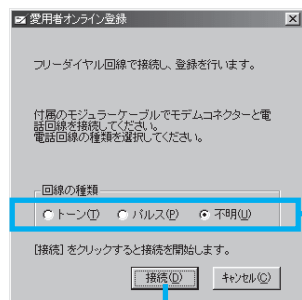 愛用者オンライン登録
フリーダイヤル回線で接続し、登録を行います。
付属のモジュラーケーブルでモデムコネクターと電
話回線を接続してください。
電話回線の種類を選択してください。
回線の種類
トーン(T) パルス(P) 不明(U)
[接続] をクリックすると接続を開始します。
接続(D) キャンセル(C)